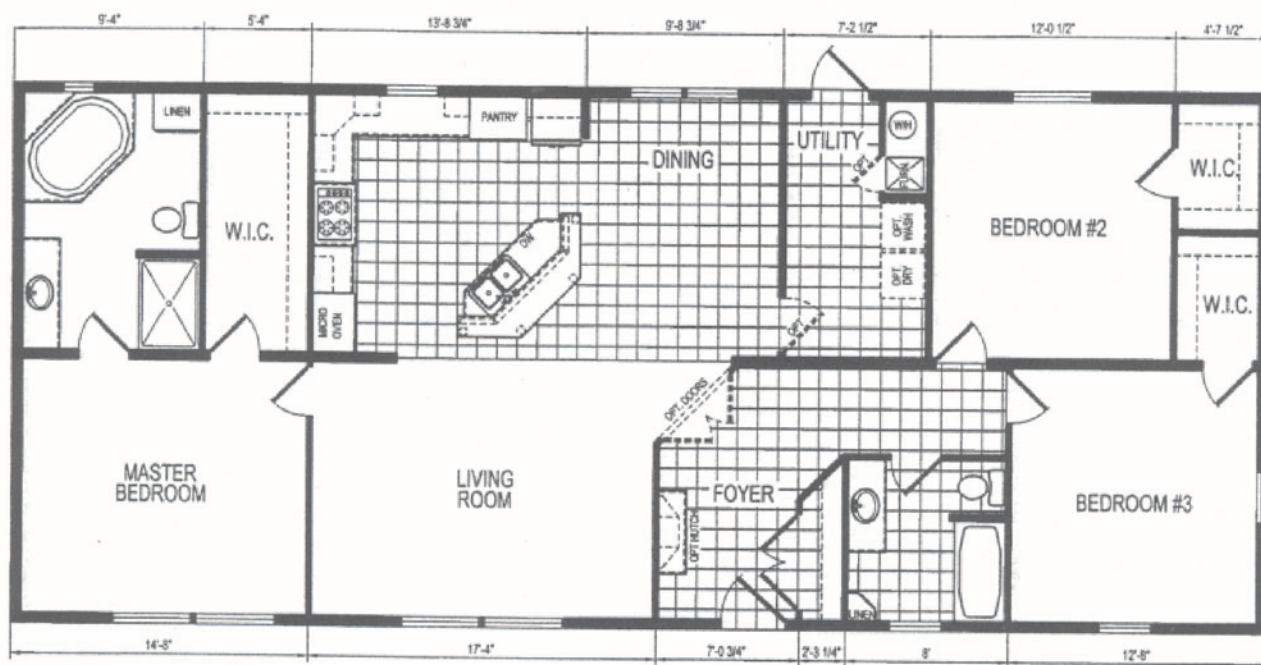 9'-4" 5'-4" 13'-8 3/4" 9'-8 3/4" 7'-2 1/2" 12'-0 1/2" 4'-7 1/2"
LINEN
PANTRY
W/H
UTILITY
DINING
OPT.
FURN
W.I.C.
W.I.C.
OPT. WASH
BEDROOM #2
DW
OPT. DRY
MICRO
OVEN
W.I.C.
OPT.
OPT. DOORS
MASTER
BEDROOM
LIVING
ROOM
FOYER
BEDROOM #3
OPT HUTCH
LINEN
14'-8" 17'-4" 7'-0 3/4" 2'-3 1/4" 8' 12'-8"